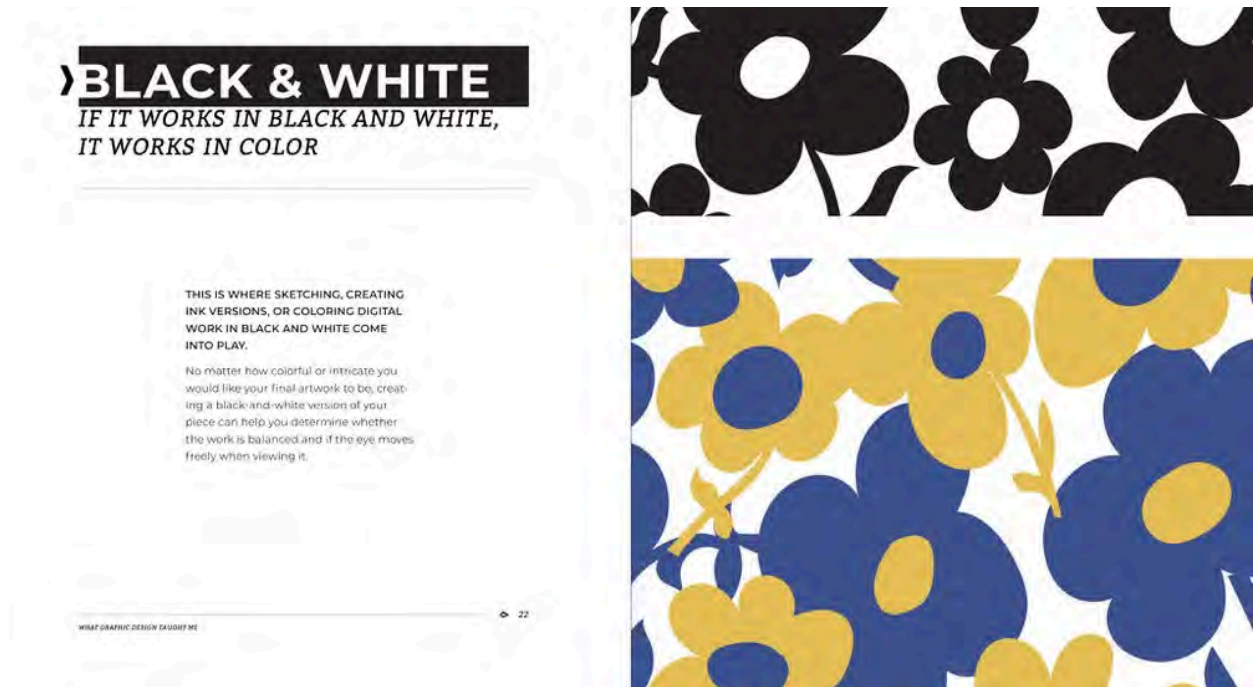 BLACK & WHITE
IF IT WORKS IN BLACK AND WHITE,
IT WORKS IN COLOR
THIS IS WHERE SKETCHING, CREATING
INK VERSIONS, OR COLORING DIGITAL
WORK IN BLACK AND WHITE COME
INTO PLAY.
No matter how colorful or intricate you
would like your final artwork to be, creat-
ing a black-and-white version of your
piece can help you determine whether
the work is balanced and if the eye moves
freely when viewing it.
22
WHAT GRAPHIC DESIGN TAUGHT ME